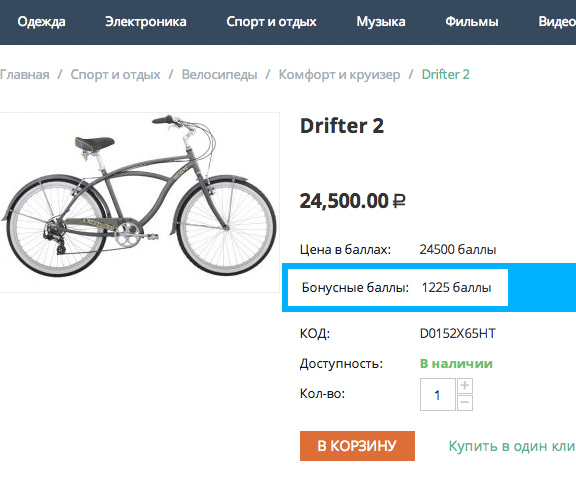 Одежда Электроника Спорт и отдых Музыка Фильмы Видео
Главная / Спорт и отдых / Велосипеды / Комфорт и круизер / Drifter 2
Drifter 2
24,500.00 ₽
Цена в баллах: 24500 баллы
Бонусные баллы: 1225 баллы
КОД: D0152X65HT
Доступность: В наличии
Кол-во: 1 + −
В КОРЗИНУ Купить в один кли